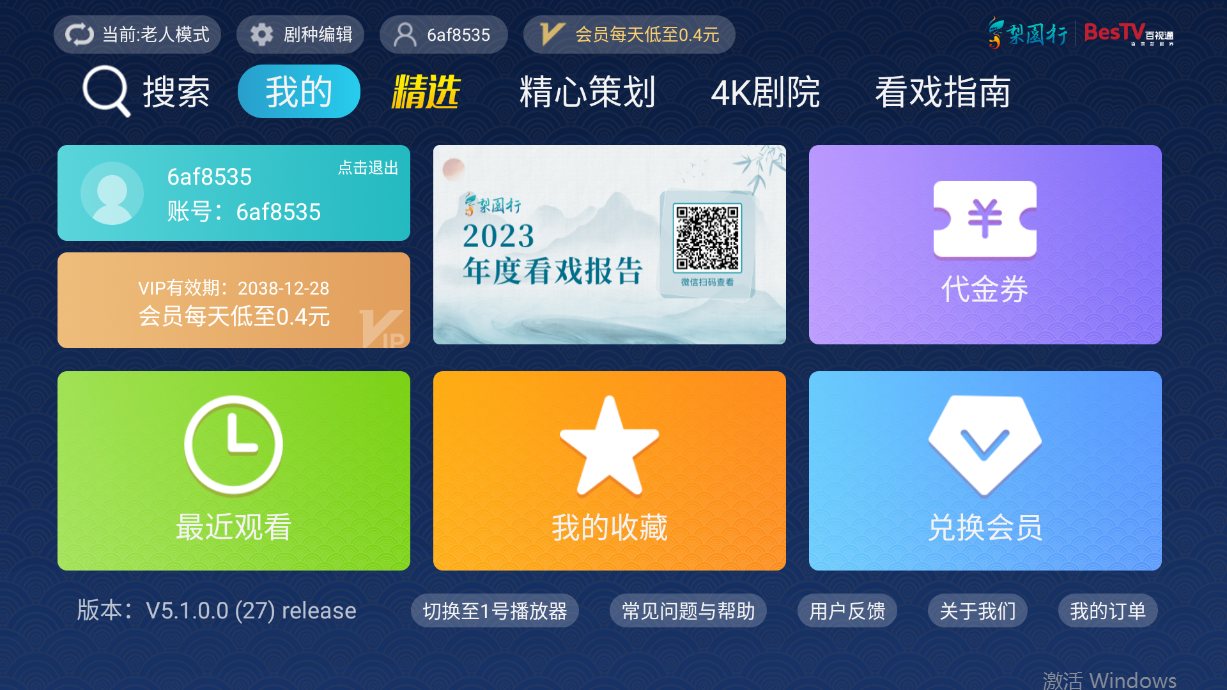 当前:老人模式
剧种编辑
6af8535
会员每天低至0.4元
梨园行
BesTV百视通
搜索
我的
精选
精心策划
4K剧院
看戏指南
6af8535
点击退出
账号：6af8535
VIP有效期：2038-12-28
会员每天低至0.4元
VIP
梨园行
2023
年度看戏报告
微信扫码查看
代金券
最近观看
我的收藏
兑换会员
版本：V5.1.0.0 (27) release
切换至1号播放器
常见问题与帮助
用户反馈
关于我们
我的订单
激活 Windows